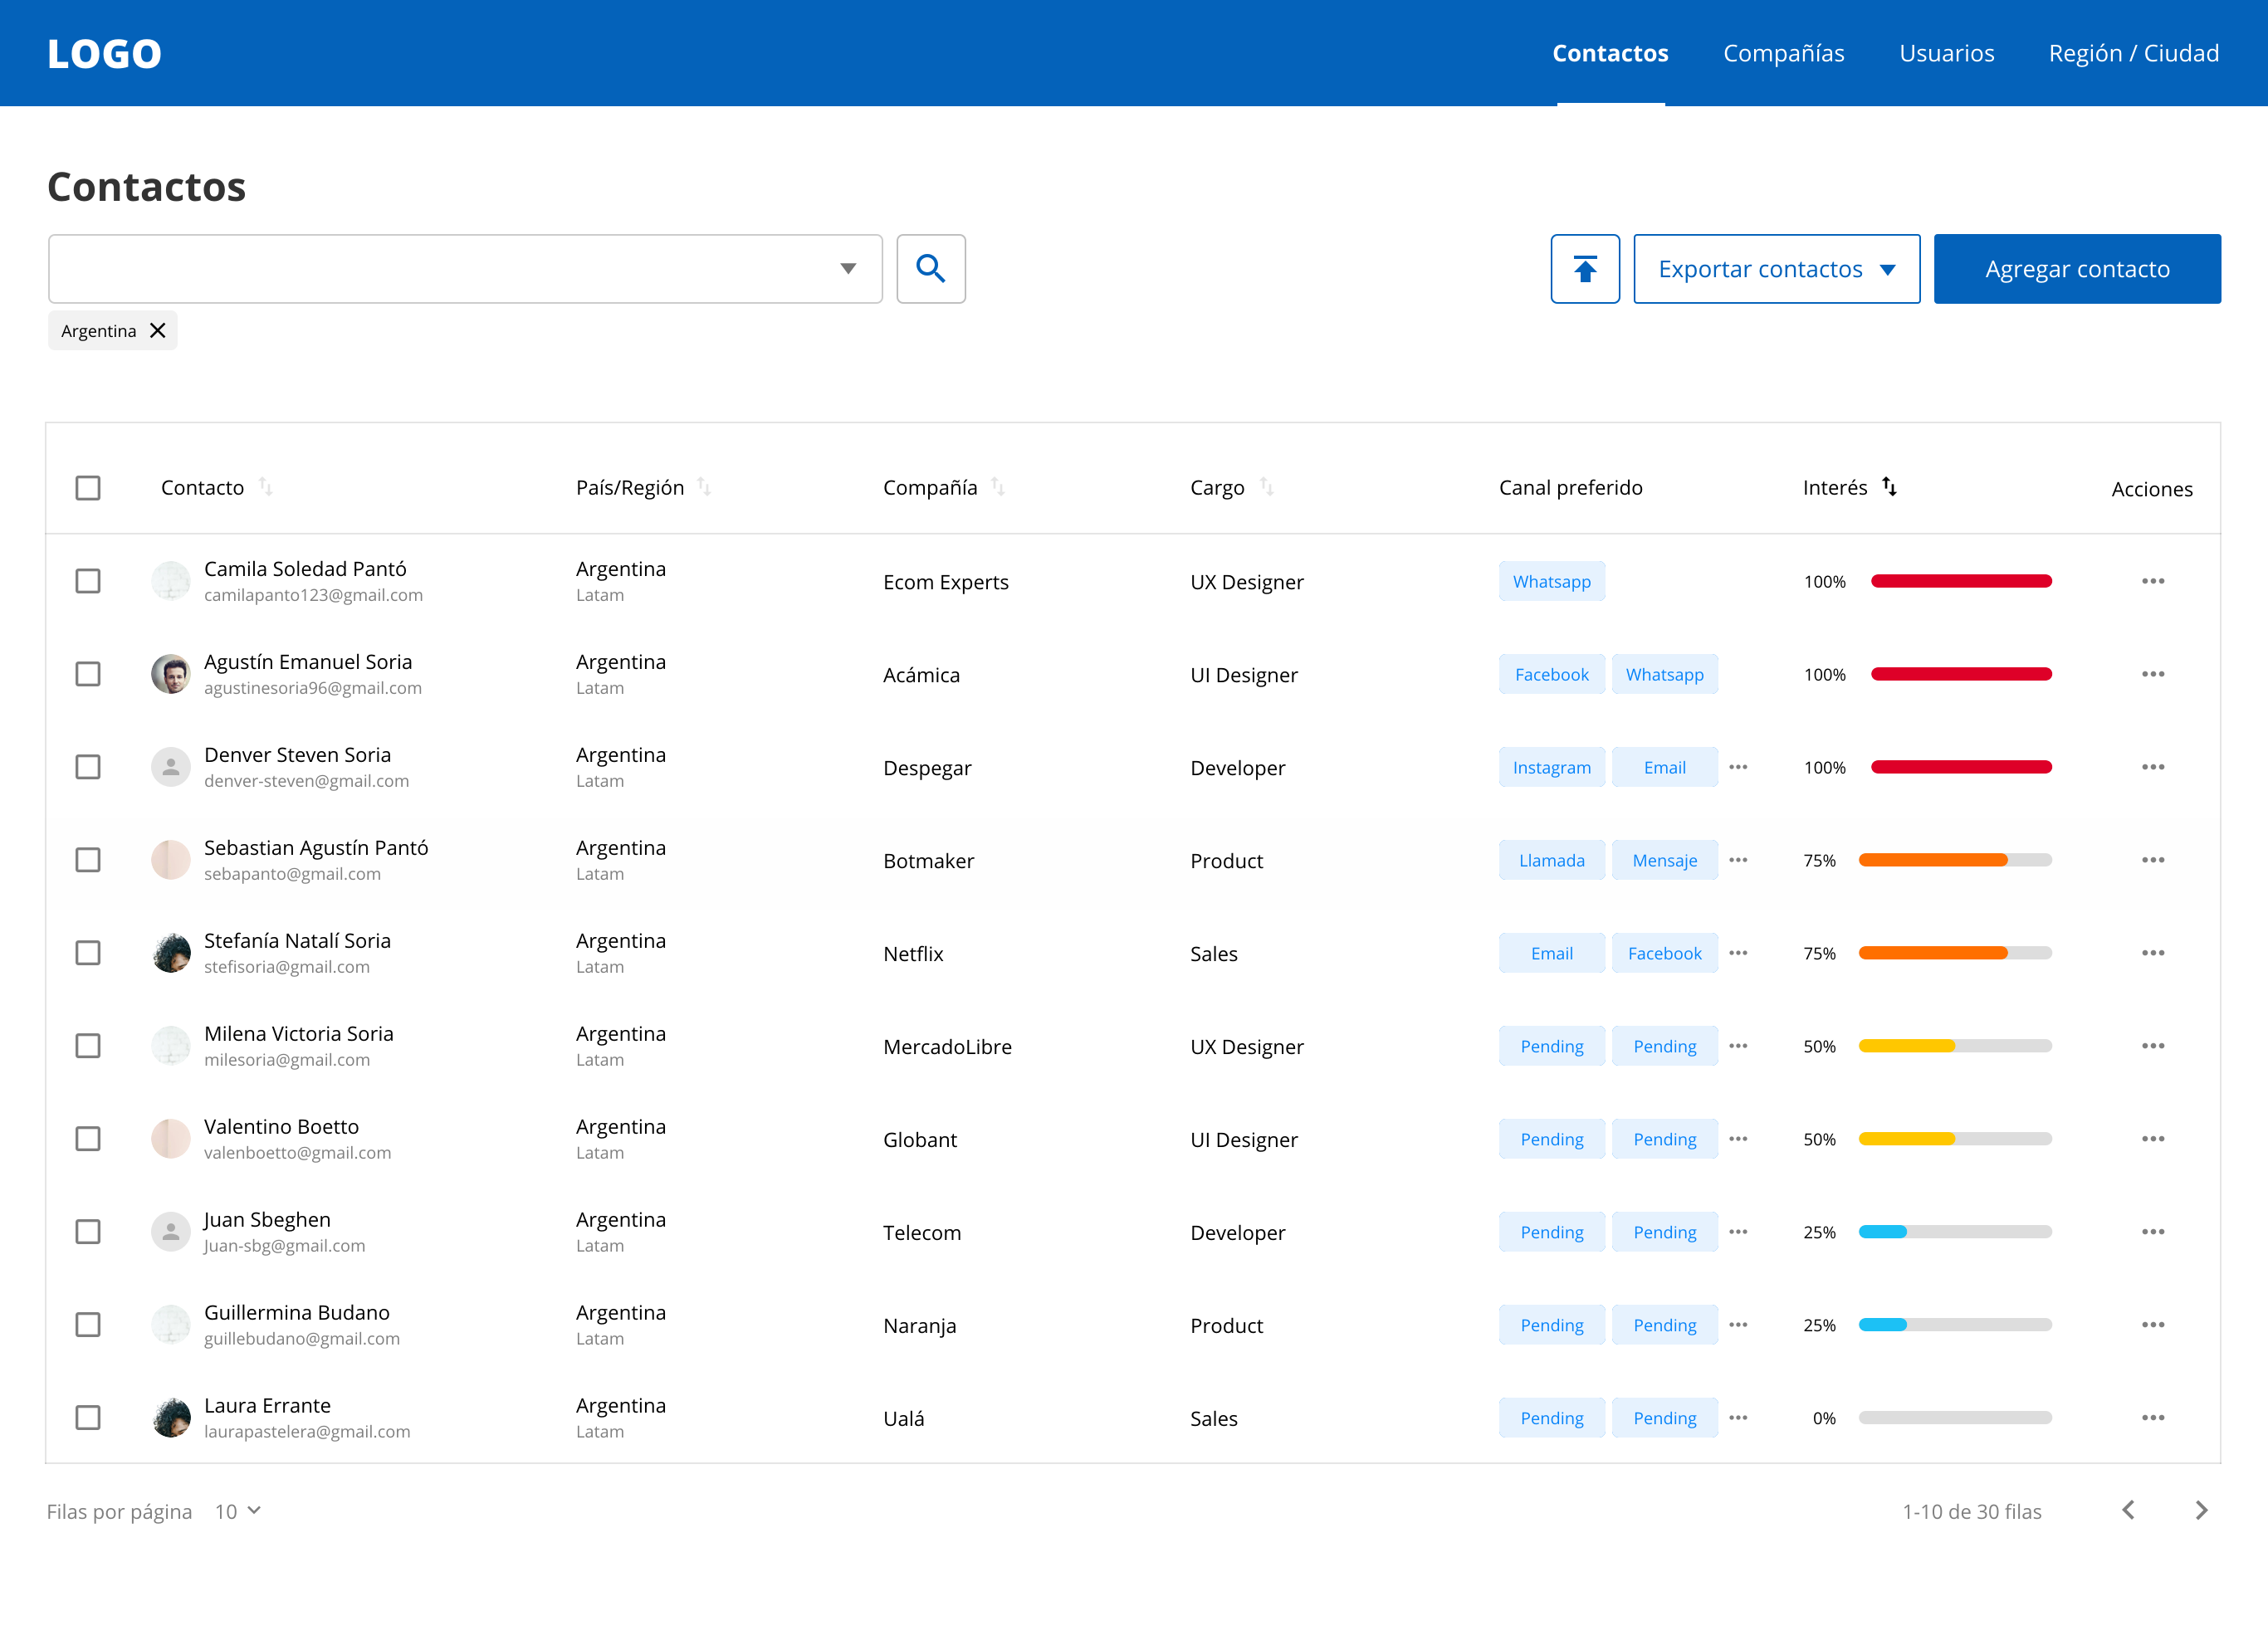 LOGO
Contactos Compañías Usuarios Región / Ciudad
Contactos
Exportar contactos Agregar contacto
Argentina
Contacto País/Región Compañía Cargo Canal preferido Interés Acciones
Camila Soledad Pantó Argentina
camilapanto123@gmail.com Latam
Ecom Experts UX Designer Whatsapp 100%
Agustín Emanuel Soria Argentina
agustinesoria96@gmail.com Latam
Acámica UI Designer Facebook Whatsapp 100%
Denver Steven Soria Argentina
denver-steven@gmail.com Latam
Despegar Developer Instagram Email 100%
Sebastian Agustín Pantó Argentina
sebapanto@gmail.com Latam
Botmaker Product Llamada Mensaje 75%
Stefanía Natalí Soria Argentina
stefisoria@gmail.com Latam
Netflix Sales Email Facebook 75%
Milena Victoria Soria Argentina
milesoria@gmail.com Latam
MercadoLibre UX Designer Pending Pending 50%
Valentino Boetto Argentina
valenboetto@gmail.com Latam
Globant UI Designer Pending Pending 50%
Juan Sbeghen Argentina
Juan-sbg@gmail.com Latam
Telecom Developer Pending Pending 25%
Guillermina Budano Argentina
guillebudano@gmail.com Latam
Naranja Product Pending Pending 25%
Laura Errante Argentina
laurapastelera@gmail.com Latam
Ualá Sales Pending Pending 0%
Filas por página 10 1-10 de 30 filas